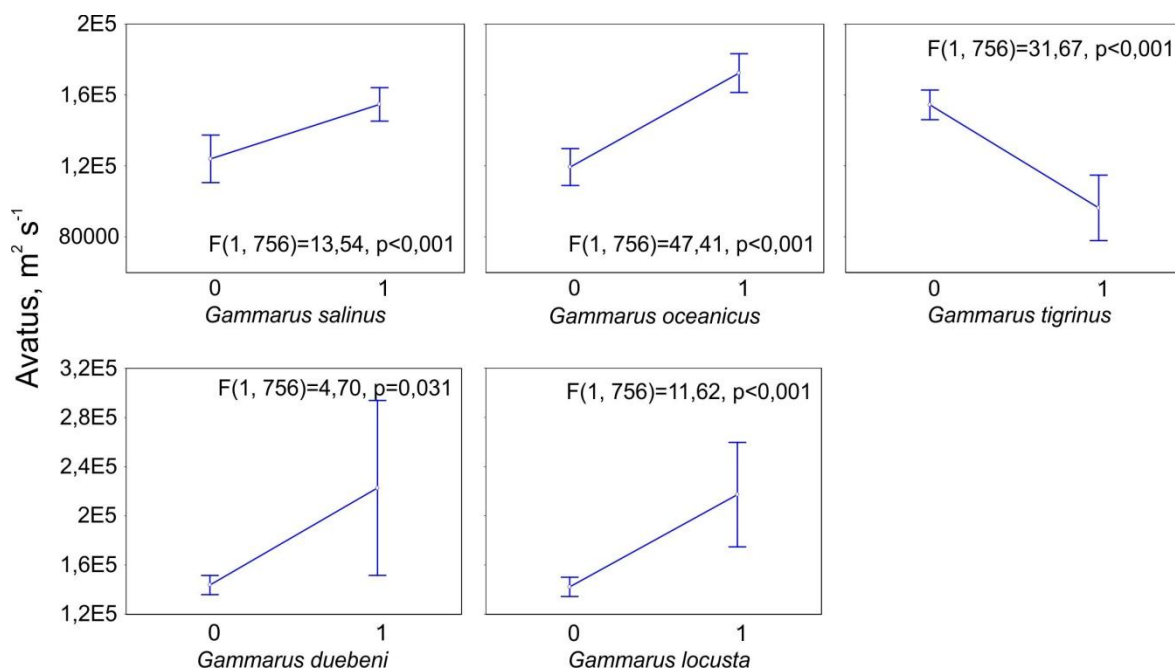 Avatus, m² s⁻¹
2E5
1,6E5
1,2E5
80000
F(1, 756)=13,54, p<0,001
0 1
Gammarus salinus
F(1, 756)=47,41, p<0,001
0 1
Gammarus oceanicus
F(1, 756)=31,67, p<0,001
0 1
Gammarus tigrinus
3,2E5
2,8E5
2,4E5
2E5
1,6E5
1,2E5
F(1, 756)=4,70, p=0,031
0 1
Gammarus duebeni
F(1, 756)=11,62, p<0,001
0 1
Gammarus locusta